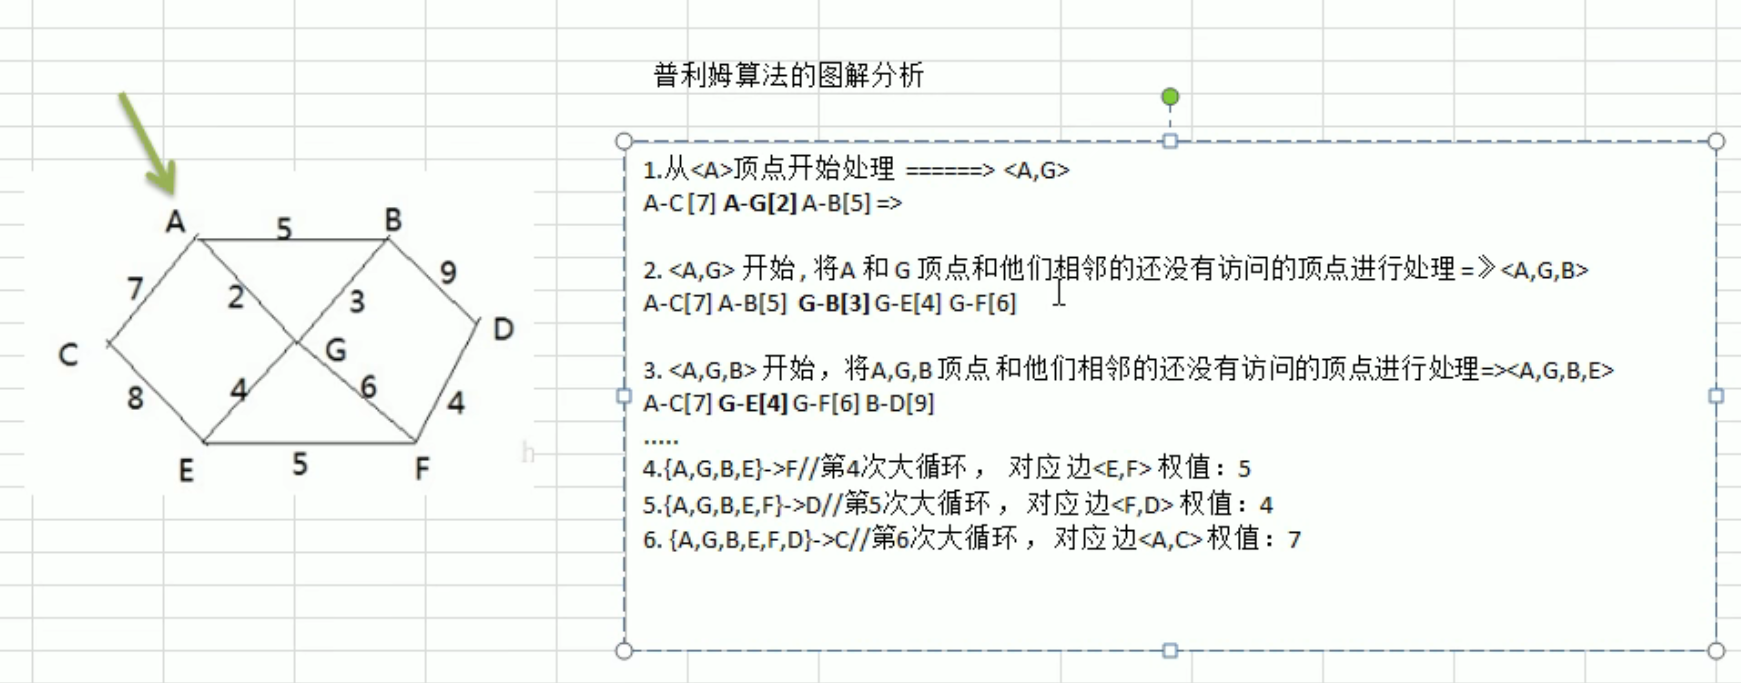 普利姆算法的图解分析
1.从<A>顶点开始处理 ======> <A,G>
A-C [7] A-G[2] A-B[5] =>
2. <A,G> 开始 , 将A 和 G 顶点和他们相邻的还没有访问的顶点进行处理 =》<A,G,B>
A-C[7] A-B[5] G-B[3] G-E[4] G-F[6]
3. <A,G,B> 开始，将A,G,B 顶点 和他们相邻的还没有访问的顶点进行处理=><A,G,B,E>
A-C[7] G-E[4] G-F[6] B-D[9]
.....
4.{A,G,B,E}->F//第4次大循环 ， 对应边<E,F> 权值：5
5.{A,G,B,E,F}->D//第5次大循环 ，对应边<F,D> 权值：4
6. {A,G,B,E,F,D}->C//第6次大循环 ， 对应边<A,C> 权值：7
A 5 B
7 2 3 9
C G D
8 4 6 4
E 5 F
h